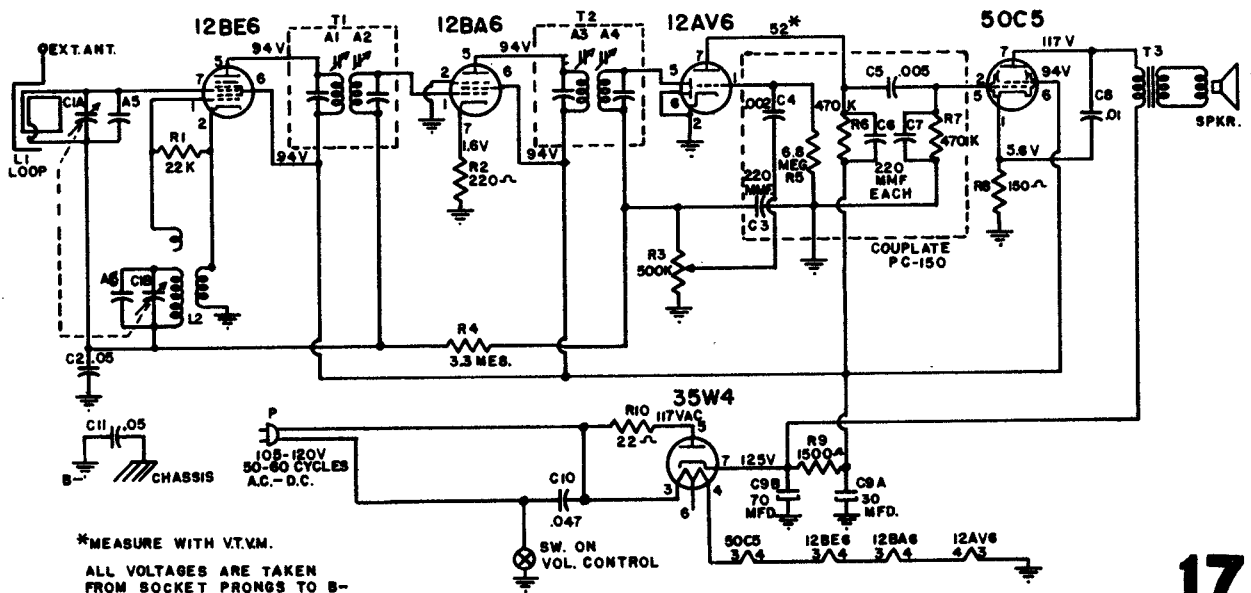 12BE6
12BA6
12AV6
50C5
T1
T2
T3
EXT. ANT.
94V
A1 A2
94V
A3 A4
52*
117 V
94V
C1A
A5
5
7
6
1
2
5
2
6
1
7
7
5
6
1
2
7
2
5
6
1
C5 .005
C4
.002
470K
R6
C6
C7
R7
470K
C8
.01
SPKR.
L1
LOOP
R1
22K
94V
1.6V
R2
220Ω
94V
6.8
MEG
R5
220
MMF
EACH
5.6V
R8
150Ω
220
MMF.
C3
R3
500K
COUPLATE
PC-150
A6
C1B
L2
R4
3.3 MEG.
C2 .05
35W4
C11
.05
B-
CHASSIS
P
105-120V
50-60 CYCLES
A.C.-D.C.
R10
22Ω
117VAC
5
7
125V
R9
1500Ω
3
6
4
C10
.047
C9B
70
MFD.
C9A
30
MFD.
SW. ON
VOL. CONTROL
50C5
3 4
12BE6
3 4
12BA6
3 4
12AV6
4 3
*MEASURE WITH V.T.V.M.
ALL VOLTAGES ARE TAKEN
FROM SOCKET PRONGS TO B-
17